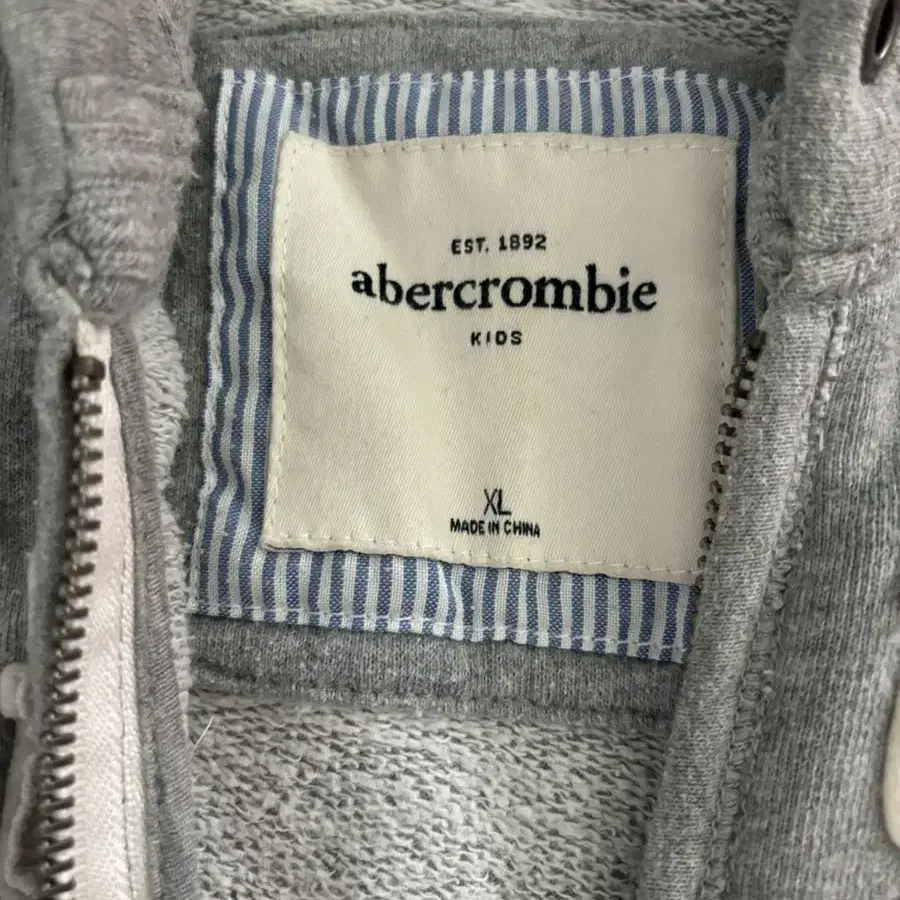 EST. 1892
abercrombie
KIDS
XL
MADE IN CHINA